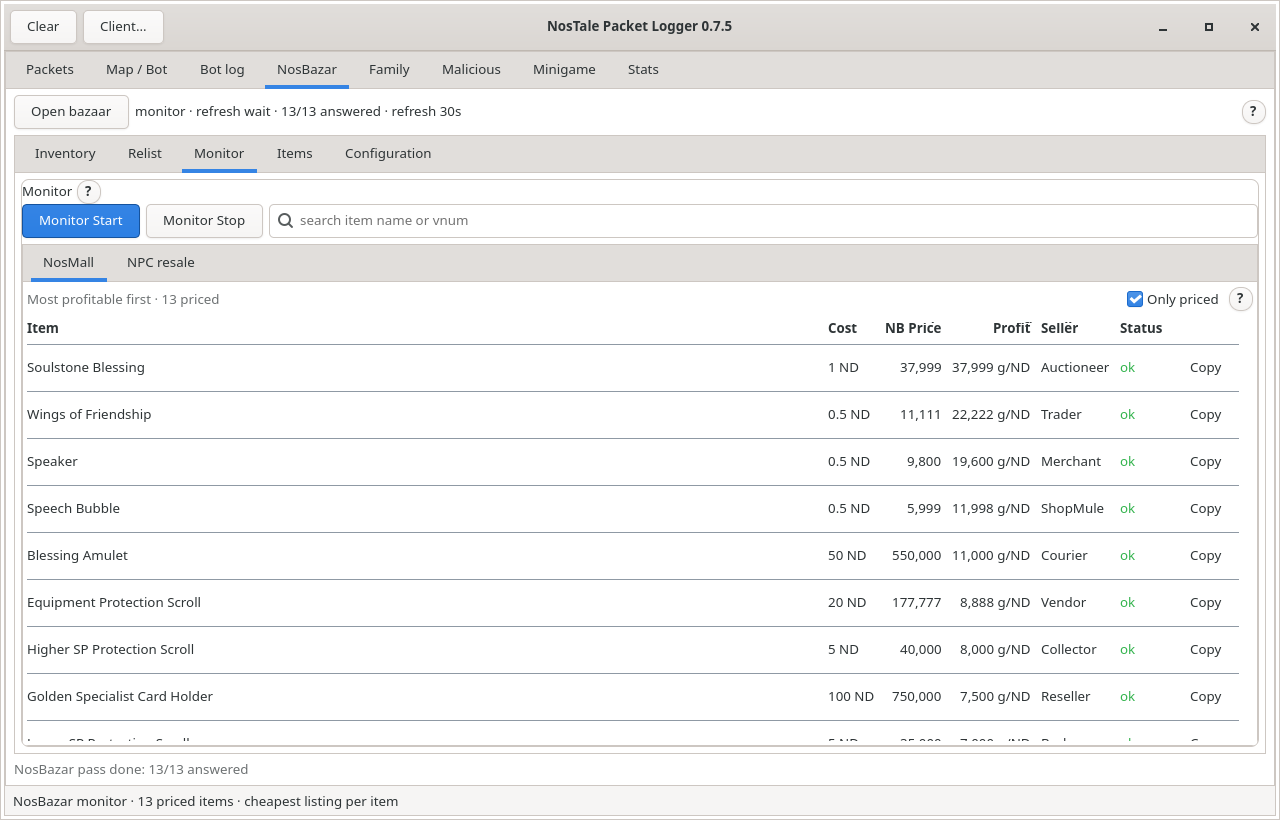 Clear Client... NosTale Packet Logger 0.7.5
Packets Map / Bot Bot log NosBazar Family Malicious Minigame Stats
Open bazaar monitor · refresh wait · 13/13 answered · refresh 30s ?
Inventory Relist Monitor Items Configuration
Monitor ?
Monitor Start Monitor Stop search item name or vnum
NosMall NPC resale
Most profitable first · 13 priced Only priced ?
Item Cost NB Price Profit Seller Status
Soulstone Blessing 1 ND 37,999 37,999 g/ND Auctioneer ok Copy
Wings of Friendship 0.5 ND 11,111 22,222 g/ND Trader ok Copy
Speaker 0.5 ND 9,800 19,600 g/ND Merchant ok Copy
Speech Bubble 0.5 ND 5,999 11,998 g/ND ShopMule ok Copy
Blessing Amulet 50 ND 550,000 11,000 g/ND Courier ok Copy
Equipment Protection Scroll 20 ND 177,777 8,888 g/ND Vendor ok Copy
Higher SP Protection Scroll 5 ND 40,000 8,000 g/ND Collector ok Copy
Golden Specialist Card Holder 100 ND 750,000 7,500 g/ND Reseller ok Copy
NosBazar pass done: 13/13 answered
NosBazar monitor · 13 priced items · cheapest listing per item